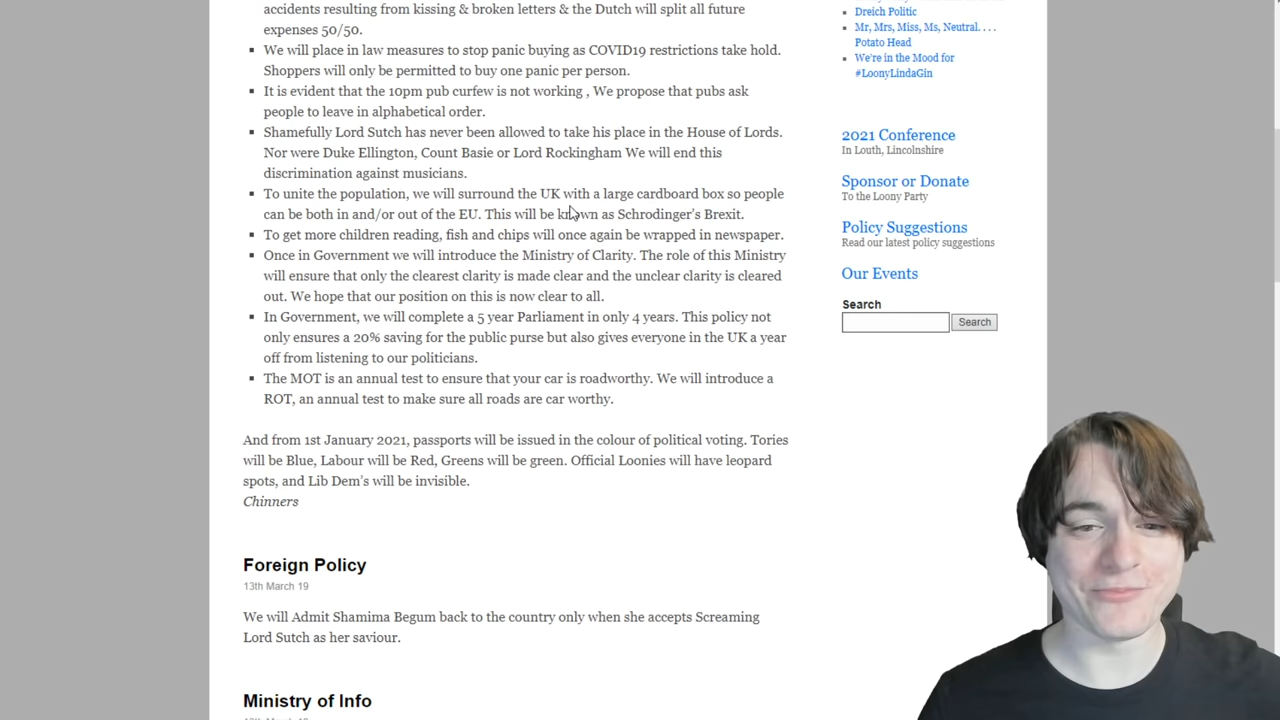 accidents resulting from kissing & broken letters & the Dutch will split all future
expenses 50/50.
We will place in law measures to stop panic buying as COVID19 restrictions take hold.
Shoppers will only be permitted to buy one panic per person.
It is evident that the 10pm pub curfew is not working , We propose that pubs ask
people to leave in alphabetical order.
Shamefully Lord Sutch has never been allowed to take his place in the House of Lords.
Nor were Duke Ellington, Count Basie or Lord Rockingham We will end this
discrimination against musicians.
To unite the population, we will surround the UK with a large cardboard box so people
can be both in and/or out of the EU. This will be known as Schrodinger's Brexit.
To get more children reading, fish and chips will once again be wrapped in newspaper.
Once in Government we will introduce the Ministry of Clarity. The role of this Ministry
will ensure that only the clearest clarity is made clear and the unclear clarity is cleared
out. We hope that our position on this is now clear to all.
In Government, we will complete a 5 year Parliament in only 4 years. This policy not
only ensures a 20% saving for the public purse but also gives everyone in the UK a year
off from listening to our politicians.
The MOT is an annual test to ensure that your car is roadworthy. We will introduce a
ROT, an annual test to make sure all roads are car worthy.
And from 1st January 2021, passports will be issued in the colour of political voting. Tories
will be Blue, Labour will be Red, Greens will be green. Official Loonies will have leopard
spots, and Lib Dem's will be invisible.
Chinners
Foreign Policy
13th March 19
We will Admit Shamima Begum back to the country only when she accepts Screaming
Lord Sutch as her saviour.
Ministry of Info
Dreich Politic
Mr, Mrs, Miss, Ms, Neutral. . . .
Potato Head
We're in the Mood for
#LoonyLindaGin
2021 Conference
In Louth, Lincolnshire
Sponsor or Donate
To the Loony Party
Policy Suggestions
Read our latest policy suggestions
Our Events
Search
Search